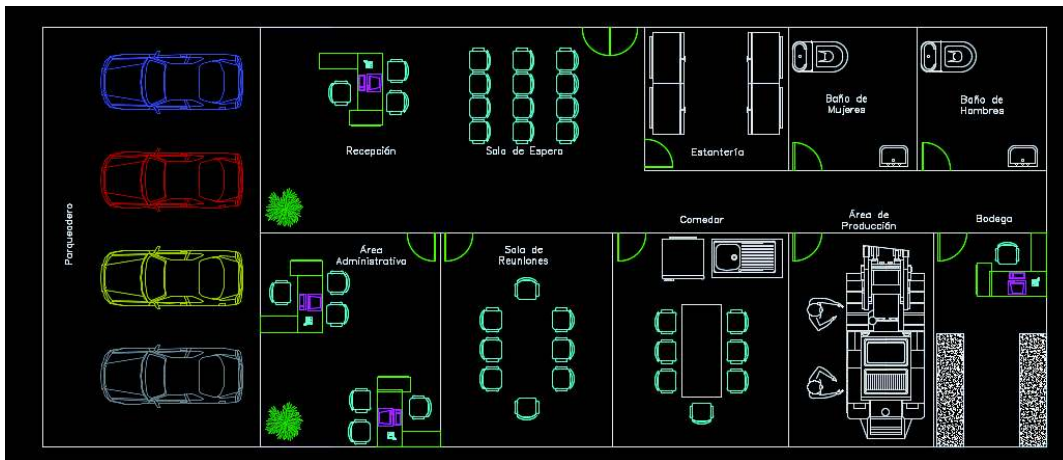 Parqueadero
Recepción
Sala de Espera
Estantería
Baño de
Mujeres
Baño de
Hombres
Área
Administrativa
Sala de
Reuniones
Comedor
Área de
Producción
Bodega